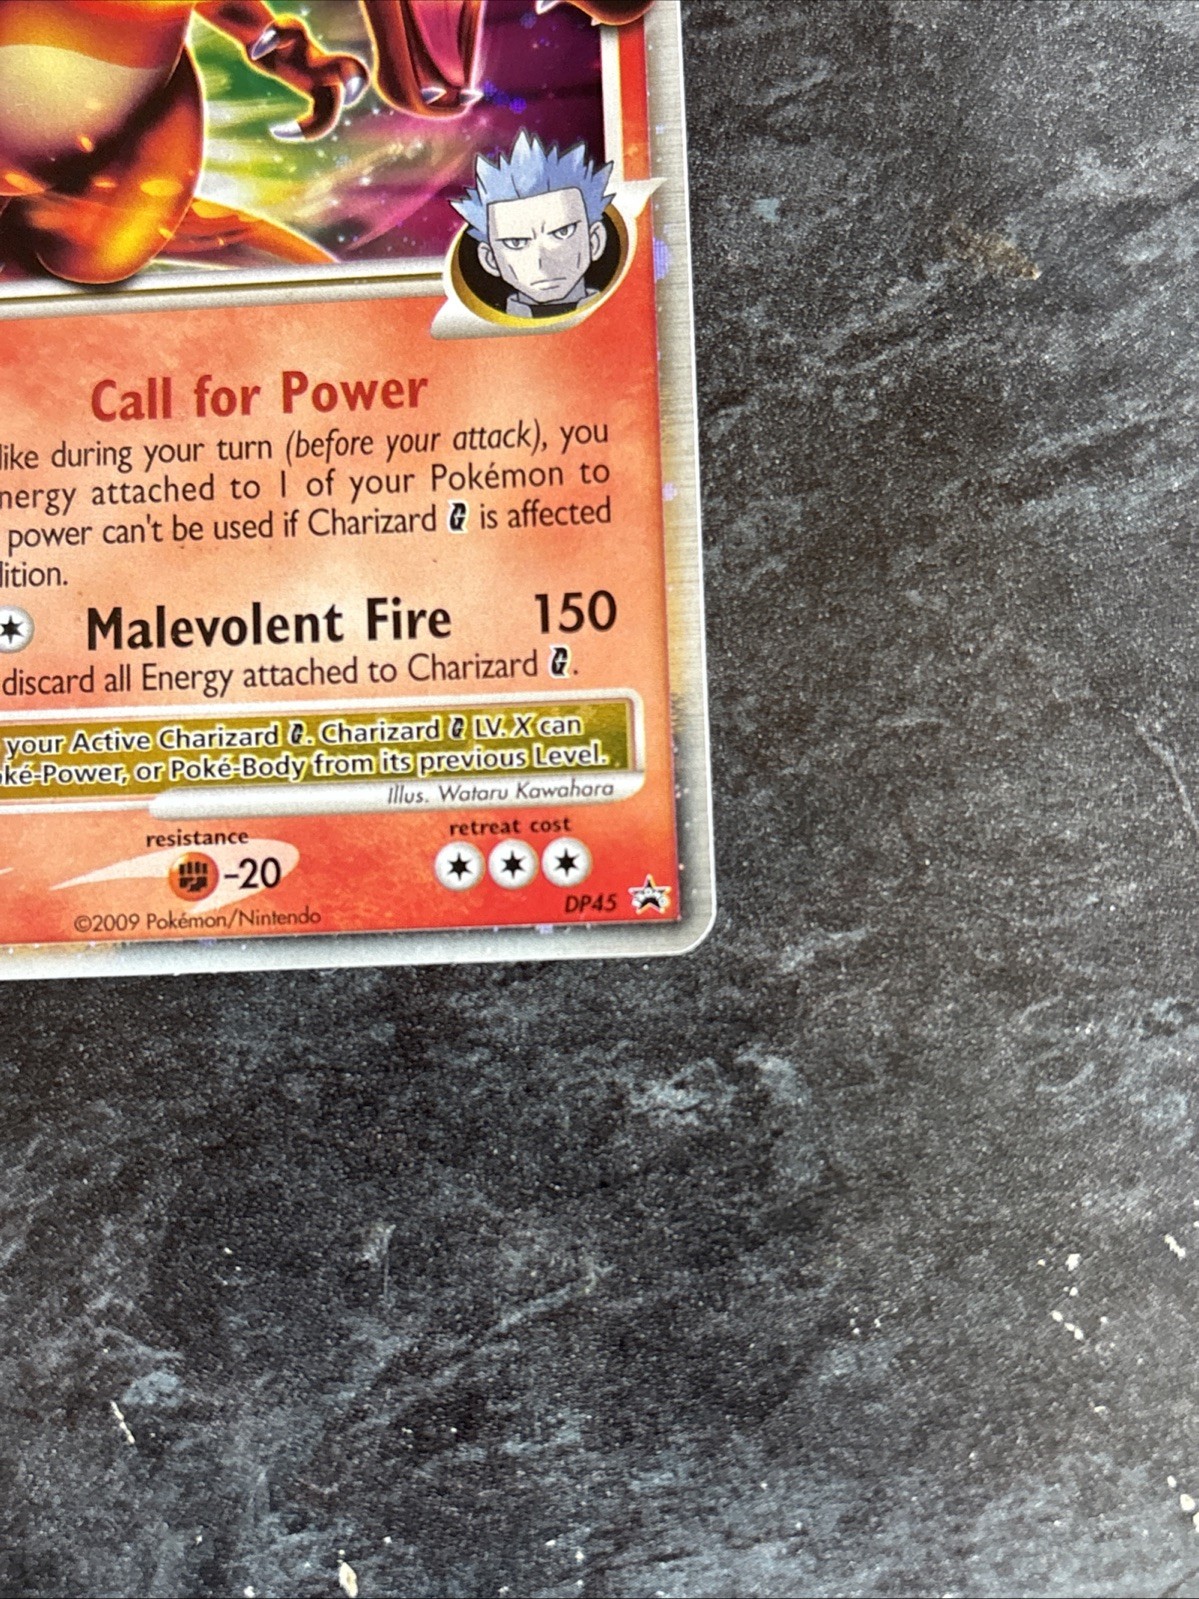 Call for Power
like during your turn (before your attack), you
nergy attached to 1 of your Pokémon to
power can't be used if Charizard G is affected
lition.
Malevolent Fire 150
discard all Energy attached to Charizard G.
your Active Charizard G. Charizard G LV. X can
ké-Power, or Poké-Body from its previous Level.
Illus. Wataru Kawahara
resistance retreat cost
-20
DP45
©2009 Pokémon/Nintendo